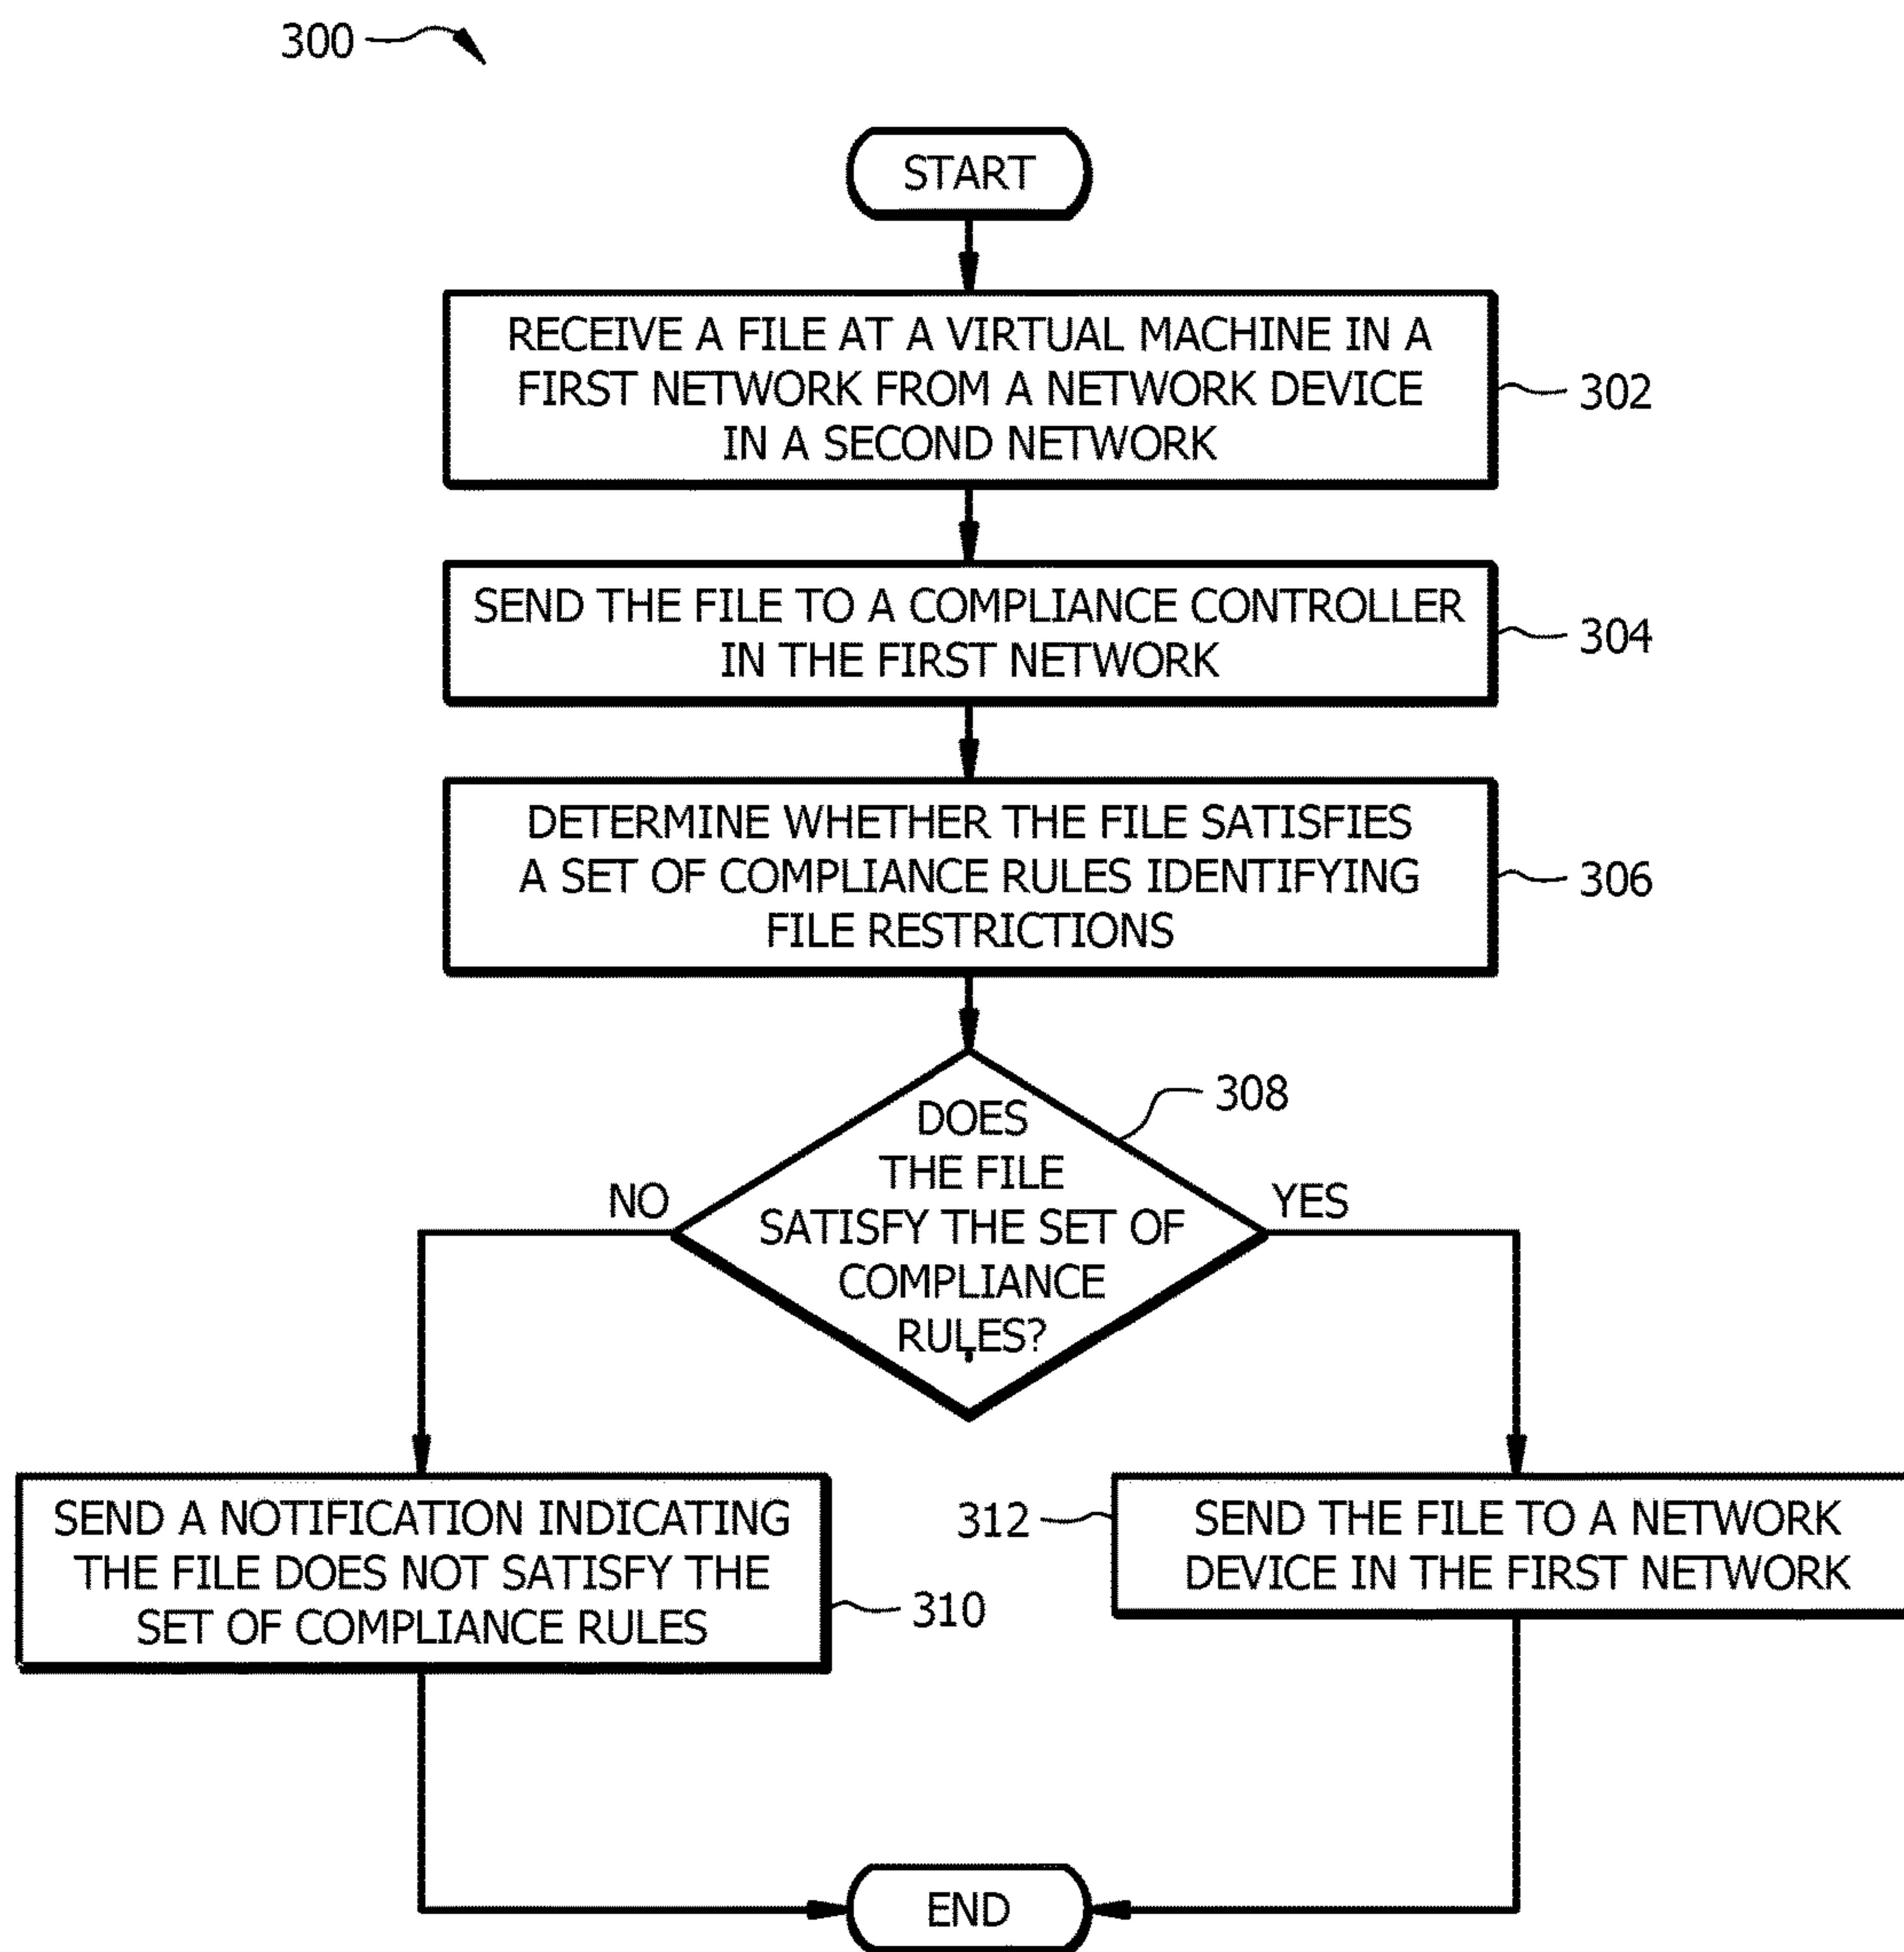 300
START
RECEIVE A FILE AT A VIRTUAL MACHINE IN A
FIRST NETWORK FROM A NETWORK DEVICE
IN A SECOND NETWORK
302
SEND THE FILE TO A COMPLIANCE CONTROLLER
IN THE FIRST NETWORK
304
DETERMINE WHETHER THE FILE SATISFIES
A SET OF COMPLIANCE RULES IDENTIFYING
FILE RESTRICTIONS
306
308
DOES
THE FILE
SATISFY THE SET OF
COMPLIANCE
RULES?
NO
YES
SEND A NOTIFICATION INDICATING
THE FILE DOES NOT SATISFY THE
SET OF COMPLIANCE RULES
310
312
SEND THE FILE TO A NETWORK
DEVICE IN THE FIRST NETWORK
END